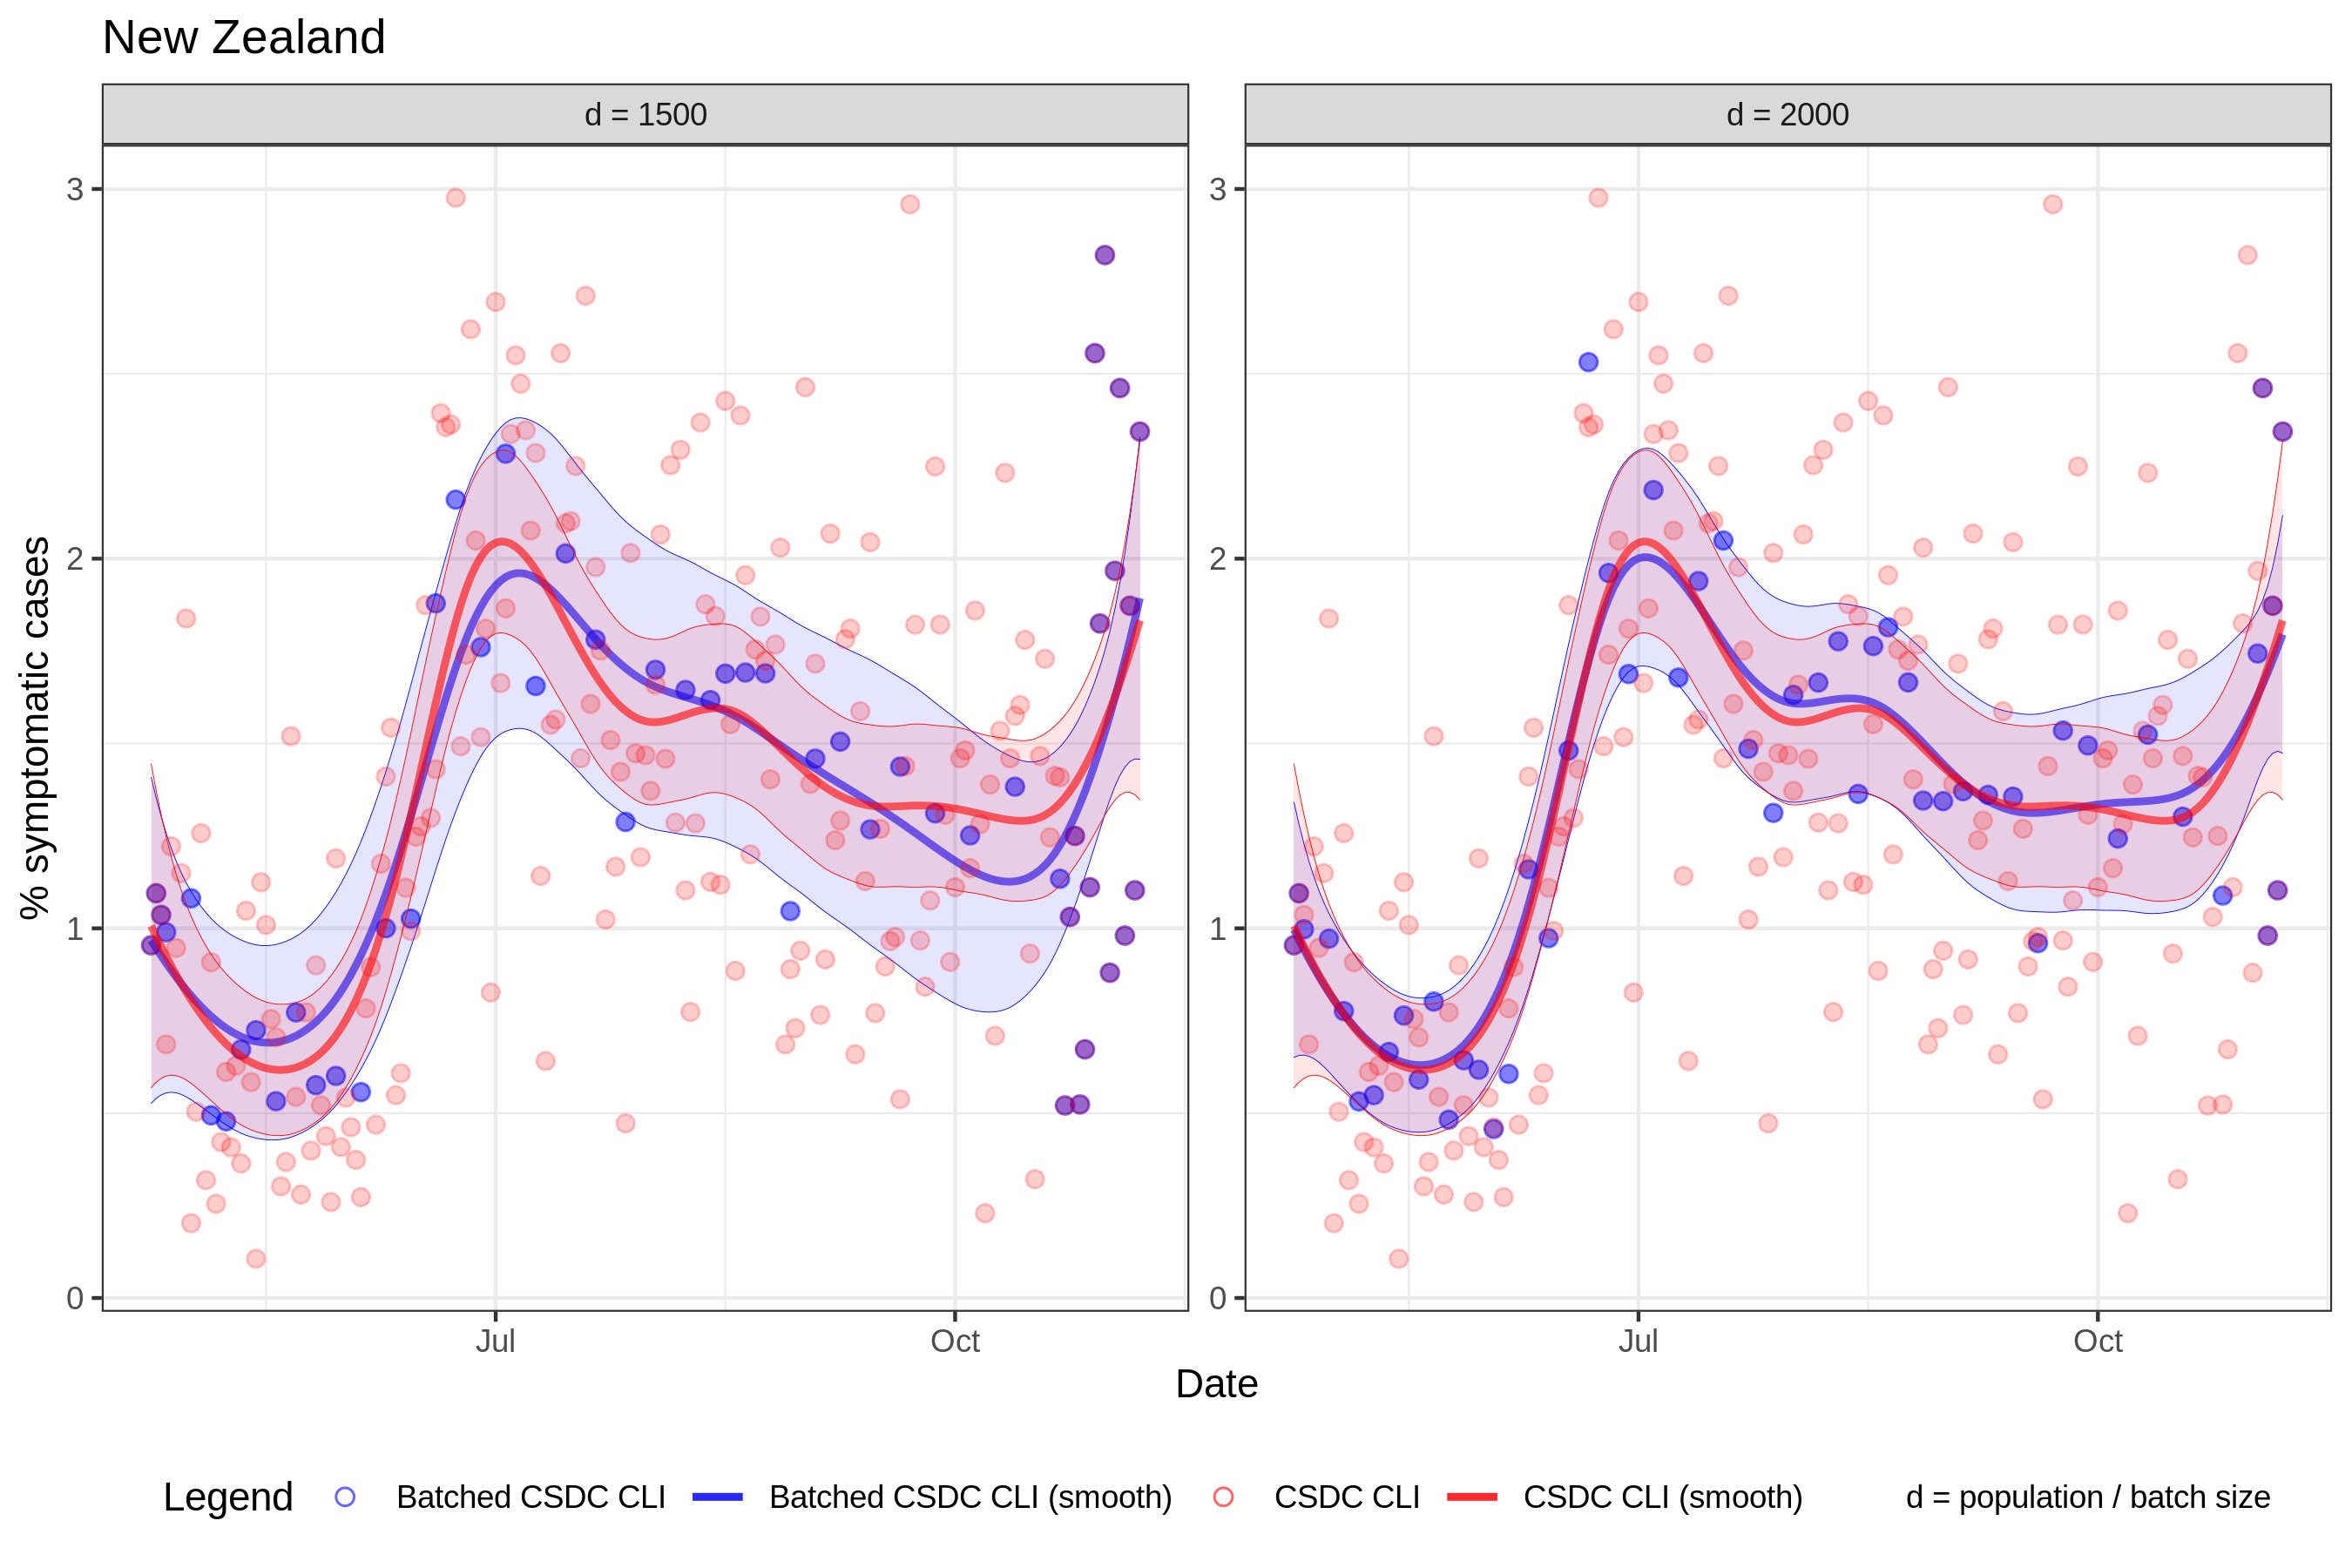 New Zealand
d = 1500
d = 2000
% symptomatic cases
3
2
1
0
3
2
1
0
Jul
Oct
Jul
Oct
Date
Legend
Batched CSDC CLI
Batched CSDC CLI (smooth)
CSDC CLI
CSDC CLI (smooth)
d = population / batch size